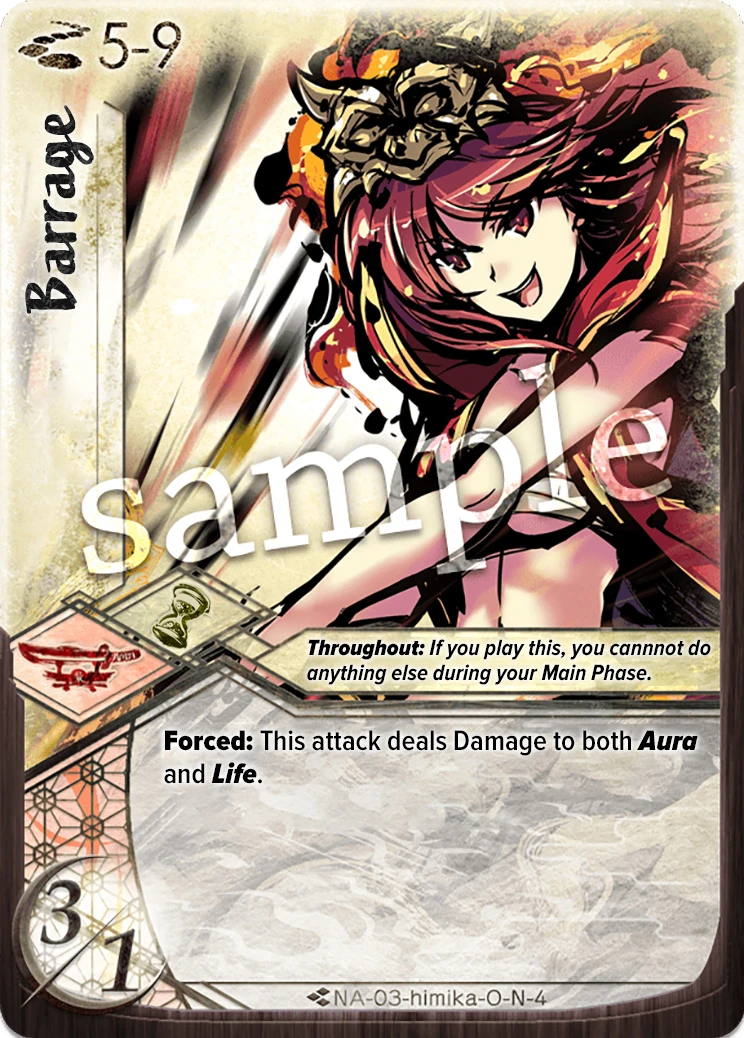 5-9
Barrage
sample
Throughout: If you play this, you cannnot do
anything else during your Main Phase.
Forced: This attack deals Damage to both Aura
and Life.
3/1
NA-03-himika-O-N-4